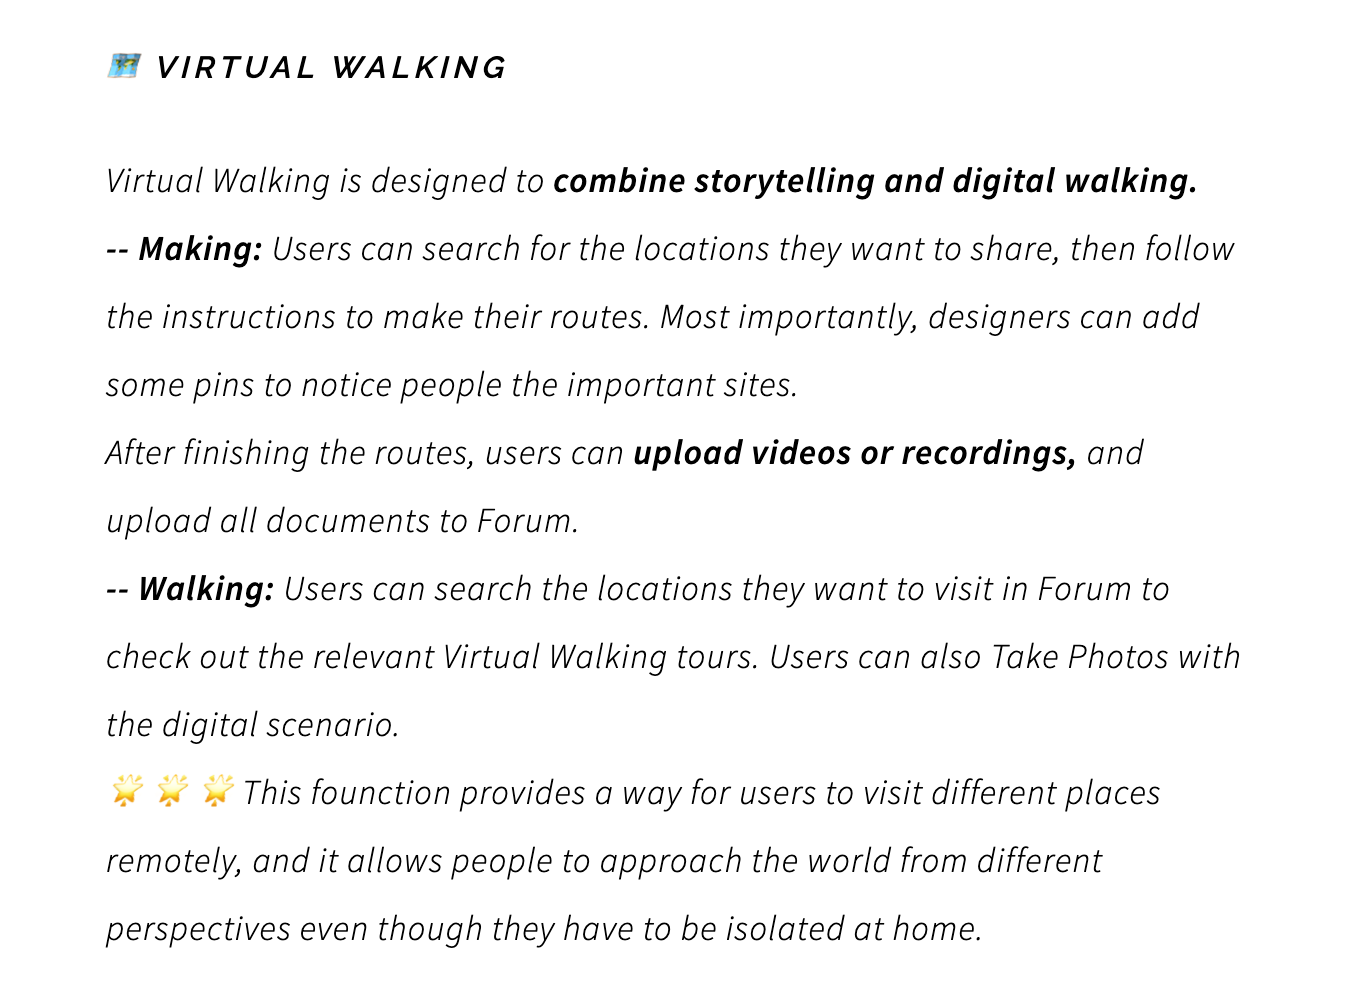 🗺️ VIRTUAL WALKING
Virtual Walking is designed to combine storytelling and digital walking.
-- Making: Users can search for the locations they want to share, then follow
the instructions to make their routes. Most importantly, designers can add
some pins to notice people the important sites.
After finishing the routes, users can upload videos or recordings, and
upload all documents to Forum.
-- Walking: Users can search the locations they want to visit in Forum to
check out the relevant Virtual Walking tours. Users can also Take Photos with
the digital scenario.
🌟 🌟 🌟 This founction provides a way for users to visit different places
remotely, and it allows people to approach the world from different
perspectives even though they have to be isolated at home.